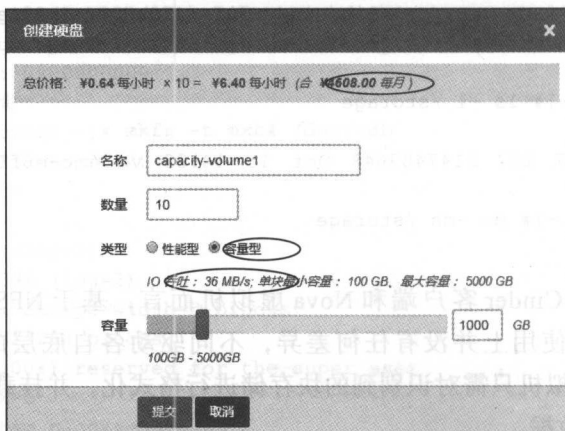 创建硬盘 ×
总价格: ¥0.64 每小时 × 10 = ¥6.40 每小时 (合 ¥4608.00 每月)
名称 capacity-volume1
数量 10
类型 性能型 容量型
IO 吞吐: 36 MB/s; 单块最小容量: 100 GB、最大容量: 5000 GB
容量 1000 GB
100GB - 5000GB
提交 取消